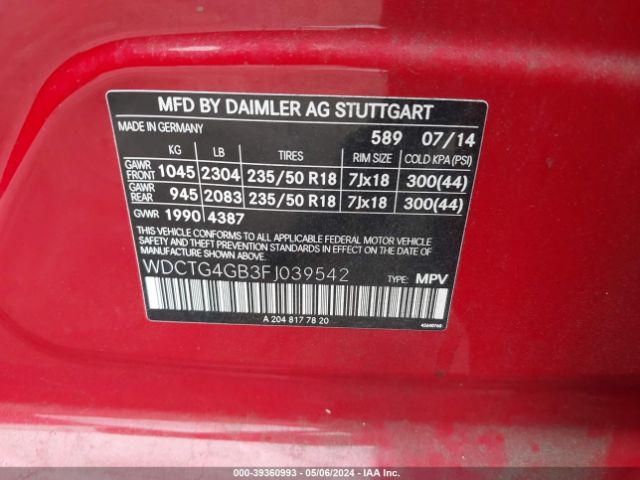 MFD BY DAIMLER AG STUTTGART
MADE IN GERMANY 589 07/14
KG LB TIRES RIM SIZE COLD KPA(PSI)
GAWR FRONT 1045 2304 235/50 R18 7Jx18 300(44)
GAWR REAR 945 2083 235/50 R18 7Jx18 300(44)
GVWR 1990 4387
THIS VEHICLE CONFORMS TO ALL APPLICABLE FEDERAL MOTOR VEHICLE
SAFETY, BUMPER, AND THEFT PREVENTION STANDARDS IN EFFECT ON THE DATE OF
MANUFACTURE SHOWN ABOVE.
WDCTG4GB3FJ039542 TYPE: MPV
A 204 817 78 20
000-39360993 - 05/06/2024 - IAA Inc.